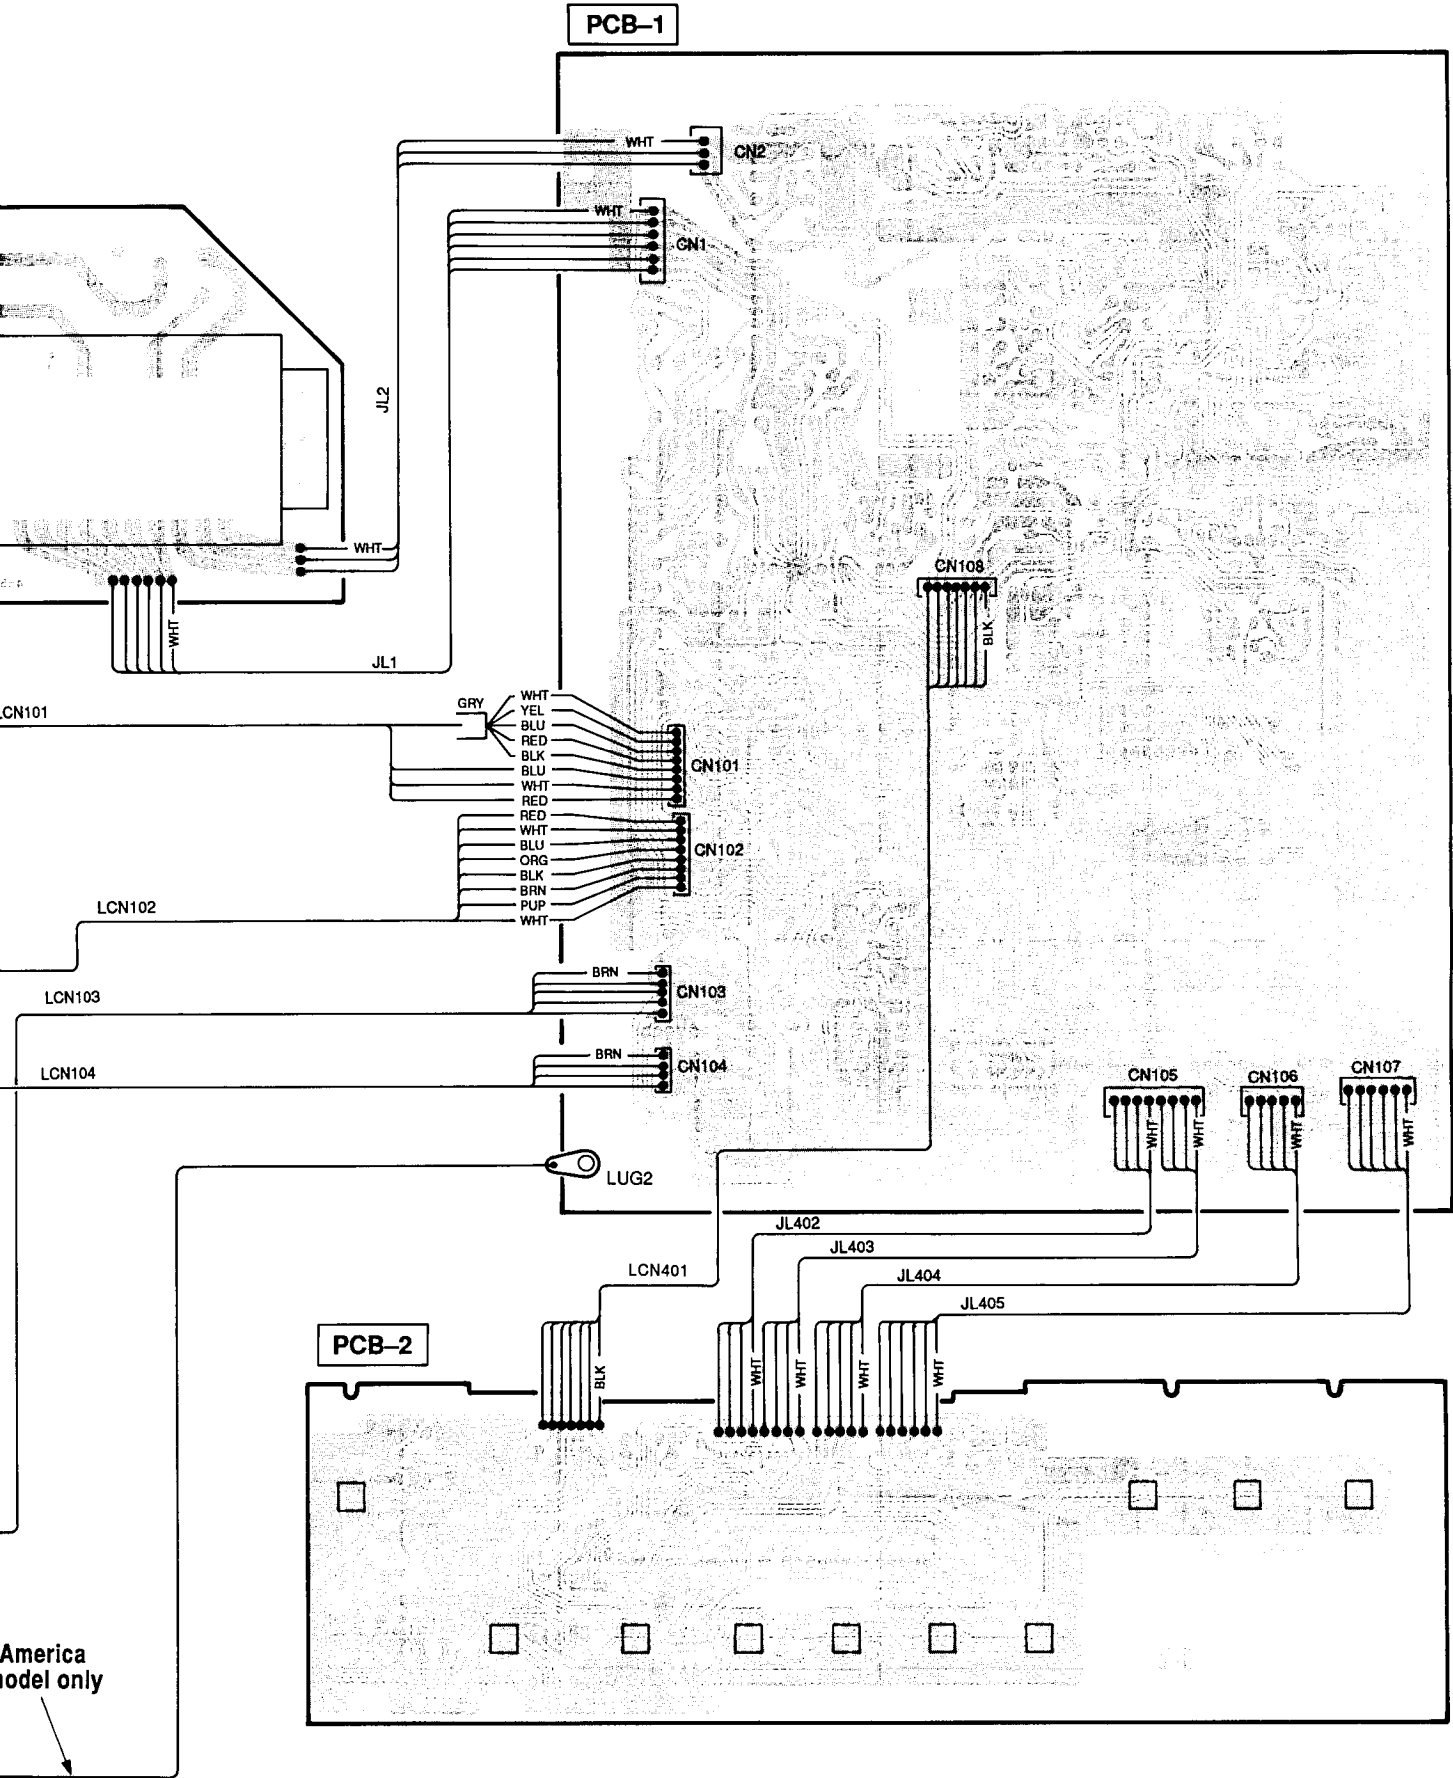 PCB–1
WHT
CN2
WHT
CN1
JL2
WHT
WHT
JL1
CN108
BLK
LCN101
GRY
WHT
YEL
BLU
RED
BLK
BLU
WHT
RED
CN101
RED
WHT
BLU
ORG
BLK
BRN
PUP
WHT
CN102
LCN102
LCN103
BRN
CN103
LCN104
BRN
CN104
CN105
CN106
CN107
WHT
WHT
WHT
WHT
LUG2
JL402
JL403
LCN401
JL404
JL405
PCB–2
BLK
WHT
WHT
WHT
WHT
America
model only